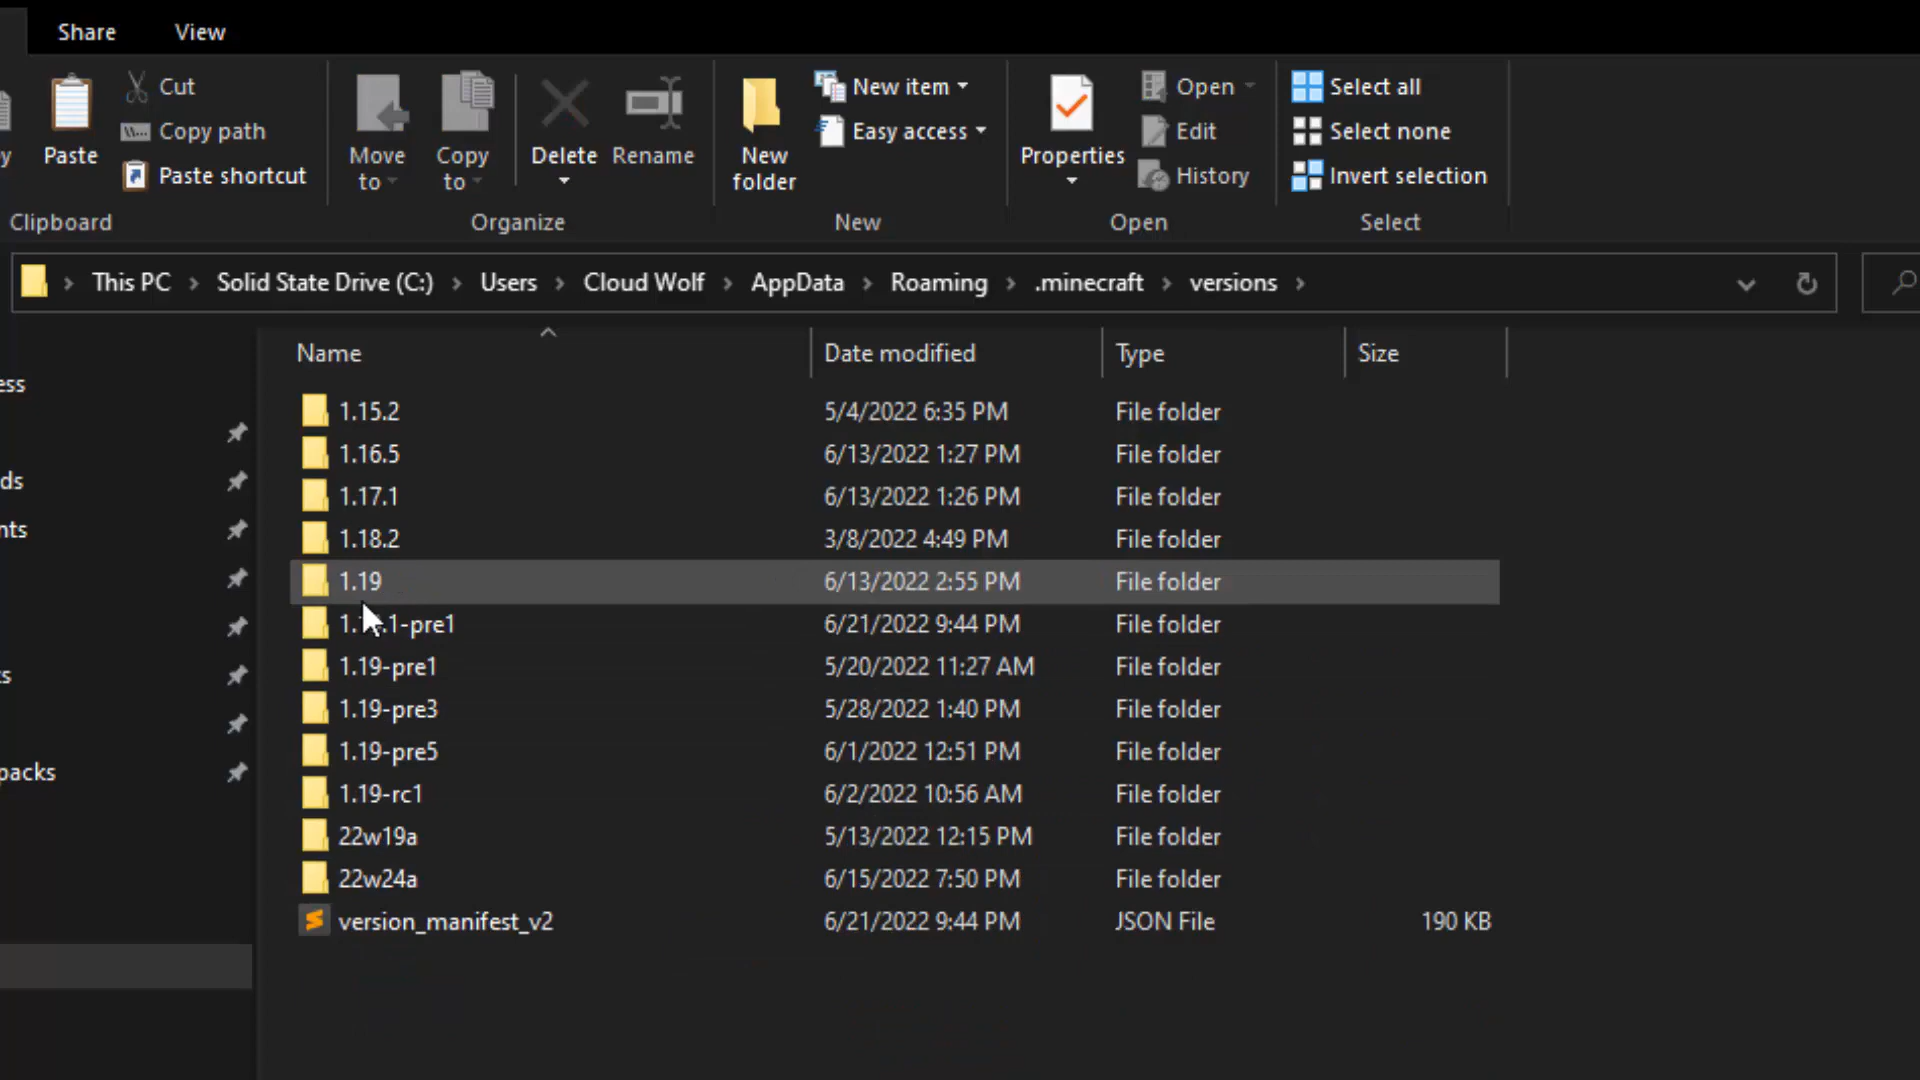 Share View
Paste
Cut
Copy path
Paste shortcut
Clipboard
Move to
Copy to
Delete
Rename
Organize
New folder
New item
Easy access
New
Properties
Open
Edit
History
Open
Select all
Select none
Invert selection
Select
This PC > Solid State Drive (C:) > Users > Cloud Wolf > AppData > Roaming > .minecraft > versions >
Name Date modified Type Size
1.15.2 5/4/2022 6:35 PM File folder
1.16.5 6/13/2022 1:27 PM File folder
1.17.1 6/13/2022 1:26 PM File folder
1.18.2 3/8/2022 4:49 PM File folder
1.19 6/13/2022 2:55 PM File folder
.1-pre1 6/21/2022 9:44 PM File folder
1.19-pre1 5/20/2022 11:27 AM File folder
1.19-pre3 5/28/2022 1:40 PM File folder
1.19-pre5 6/1/2022 12:51 PM File folder
1.19-rc1 6/2/2022 10:56 AM File folder
22w19a 5/13/2022 12:15 PM File folder
22w24a 6/15/2022 7:50 PM File folder
version_manifest_v2 6/21/2022 9:44 PM JSON File 190 KB
ess
ds
nts
packs